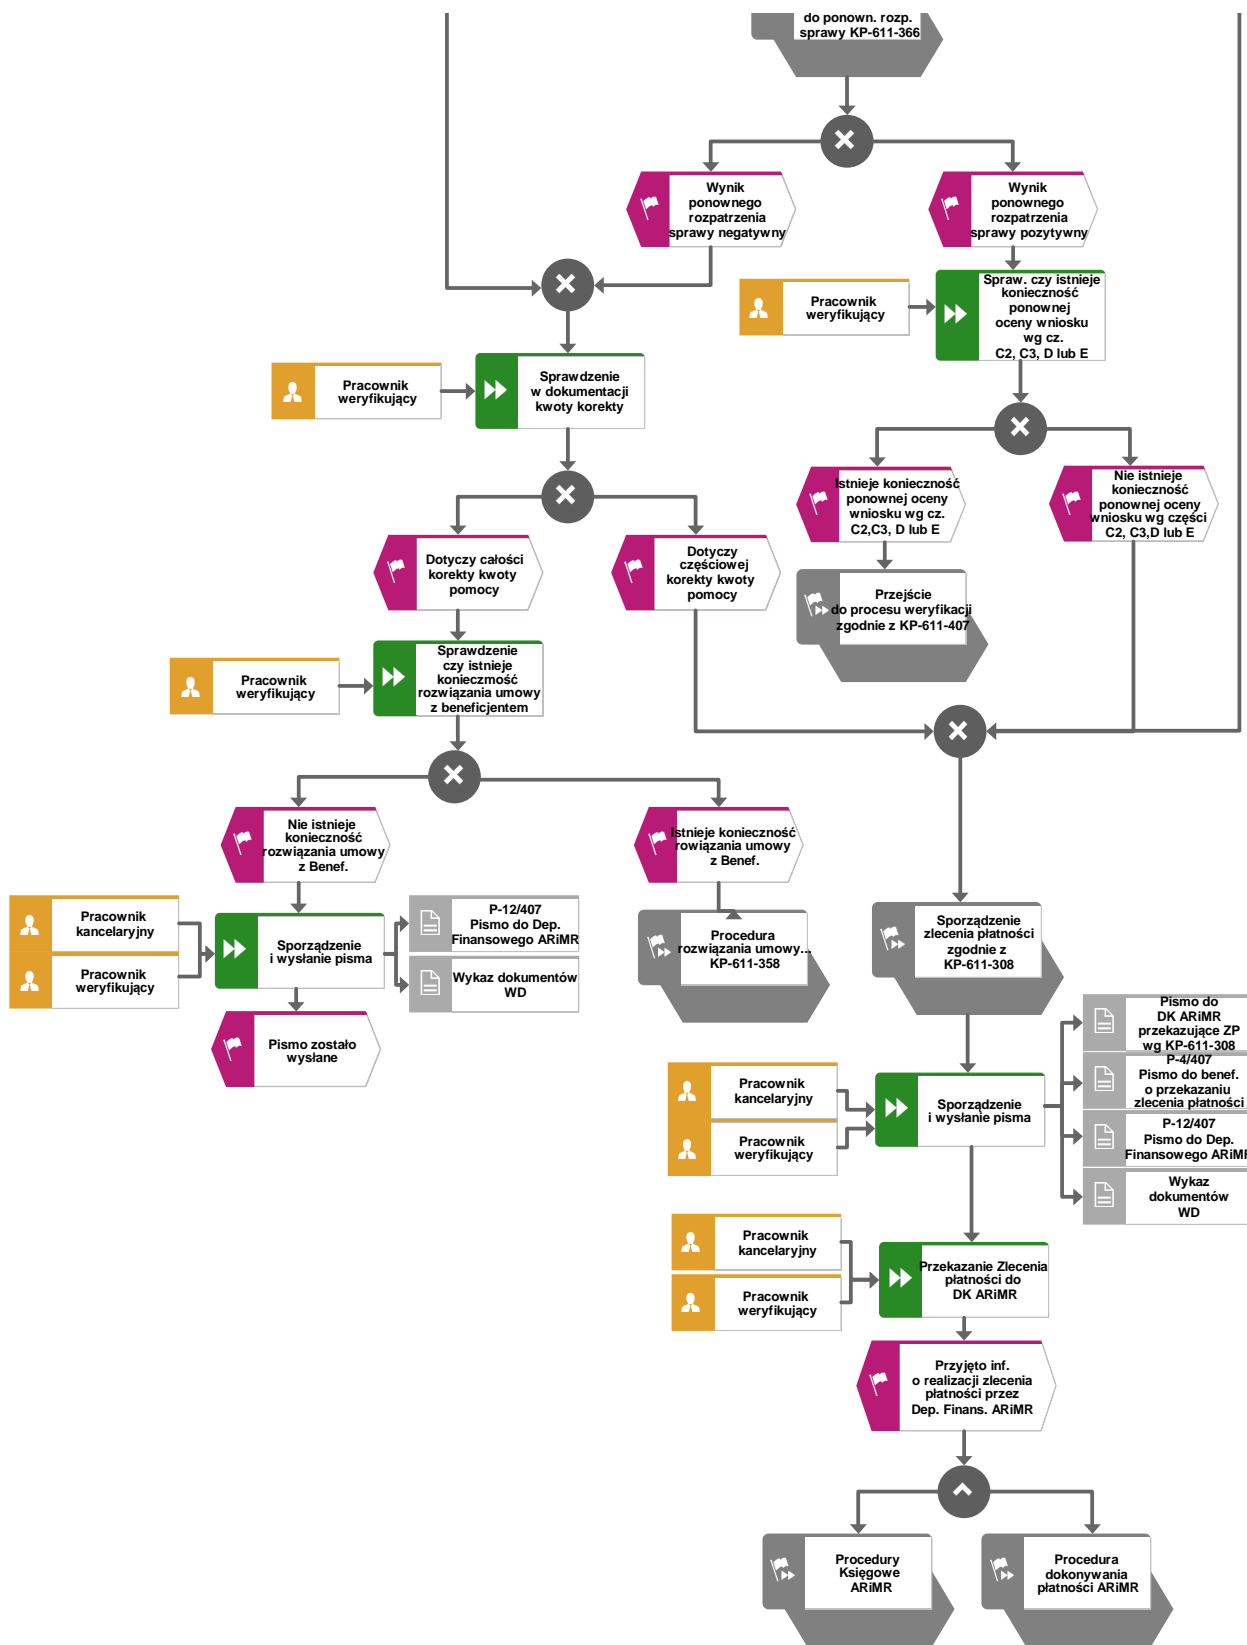 do ponown. rozp.
sprawy KP-611-366
Wynik
ponownego
rozpatrzenia
sprawy negatywny
Wynik
ponownego
rozpatrzenia
sprawy pozytywny
Pracownik
weryfikujący
Spraw. czy istnieje
konieczność
ponownej
oceny wniosku
wg cz.
C2, C3, D lub E
Pracownik
weryfikujący
Sprawdzenie
w dokumentacji
kwoty korekty
Istnieje konieczność
ponownej oceny
wniosku wg cz.
C2,C3, D lub E
Nie istnieje
konieczność
ponownej oceny
wniosku wg części
C2, C3,D lub E
Dotyczy całości
korekty kwoty
pomocy
Dotyczy
częściowej
korekty kwoty
pomocy
Przejście
do procesu weryfikacji
zgodnie z KP-611-407
Pracownik
weryfikujący
Sprawdzenie
czy istnieje
konieczmość
rozwiązania umowy
z beneficjentem
Nie istnieje
konieczność
rozwiązania umowy
z Benef.
Istnieje konieczność
rowiązania umowy
z Benef.
Pracownik
kancelaryjny
Pracownik
weryfikujący
Sporządzenie
i wysłanie pisma
P-12/407
Pismo do Dep.
Finansowego ARiMR
Wykaz dokumentów
WD
Procedura
rozwiązania umowy...
KP-611-358
Sporządzenie
zlecenia płatności
zgodnie z
KP-611-308
Pismo zostało
wysłane
Pracownik
kancelaryjny
Pracownik
weryfikujący
Sporządzenie
i wysłanie pisma
Pismo do
DK ARiMR
przekazujące ZP
wg KP-611-308
P-4/407
Pismo do benef.
o przekazaniu
zlecenia płatności
P-12/407
Pismo do Dep.
Finansowego ARiMR
Wykaz
dokumentów
WD
Pracownik
kancelaryjny
Pracownik
weryfikujący
Przekazanie Zlecenia
płatności do
DK ARiMR
Przyjęto inf.
o realizacji zlecenia
płatności przez
Dep. Finans. ARiMR
Procedury
Księgowe
ARiMR
Procedura
dokonywania
płatności ARiMR